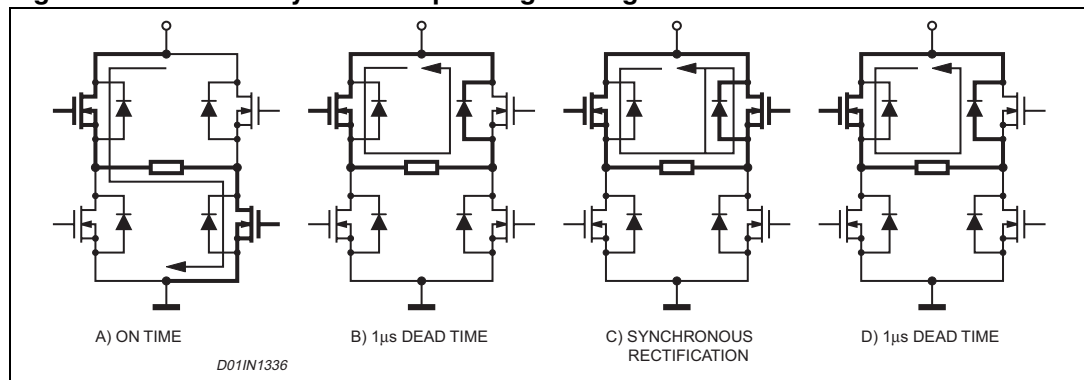 A) ON TIME
B) 1μs DEAD TIME
C) SYNCHRONOUS
RECTIFICATION
D) 1μs DEAD TIME
D01IN1336